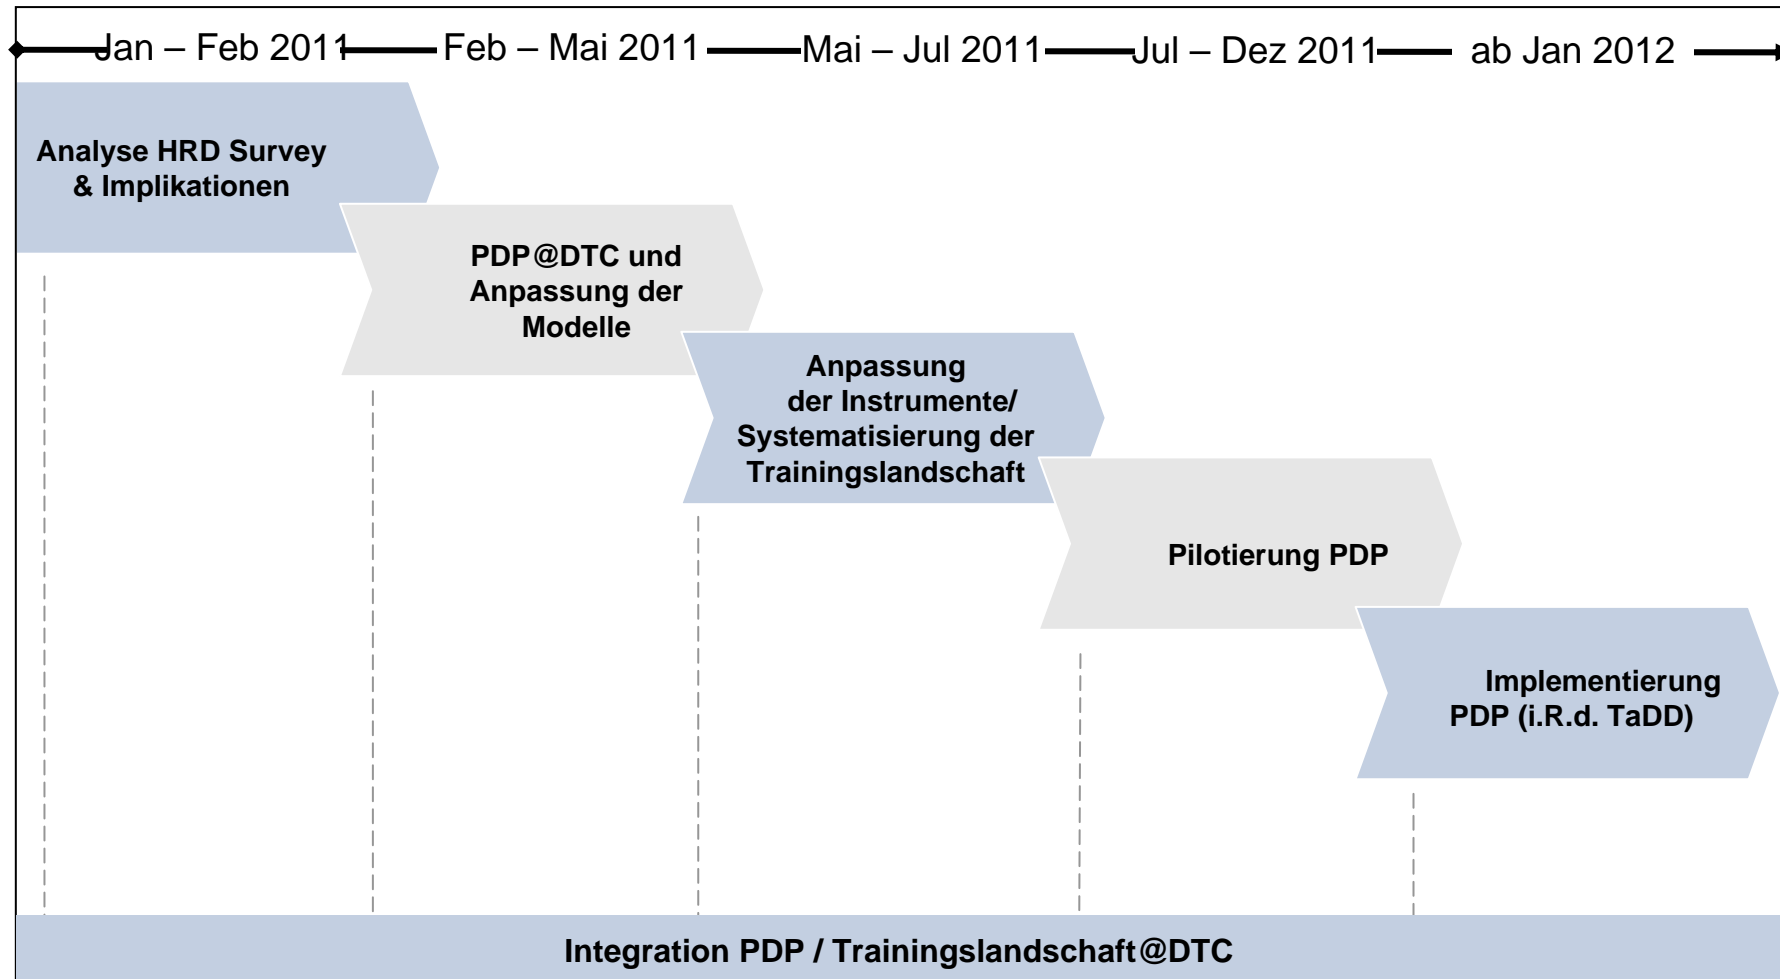 Jan – Feb 2011 Feb – Mai 2011 Mai – Jul 2011 Jul – Dez 2011 ab Jan 2012
Analyse HRD Survey
& Implikationen
PDP@DTC und
Anpassung der
Modelle
Anpassung
der Instrumente/
Systematisierung der
Trainingslandschaft
Pilotierung PDP
Implementierung
PDP (i.R.d. TaDD)
Integration PDP / Trainingslandschaft@DTC